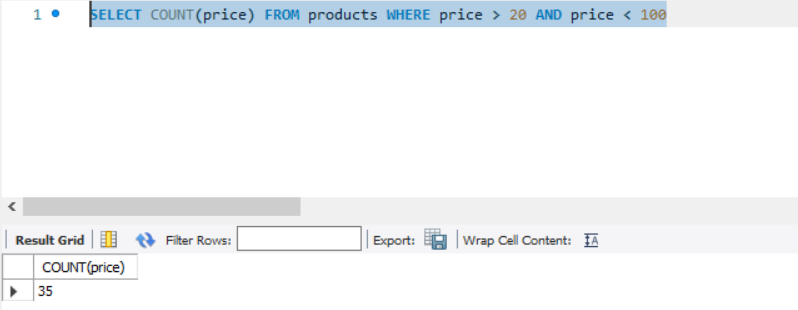 1 SELECT COUNT(price) FROM products WHERE price > 20 AND price < 100
Result Grid Filter Rows: Export: Wrap Cell Content: IA
COUNT(price)
35